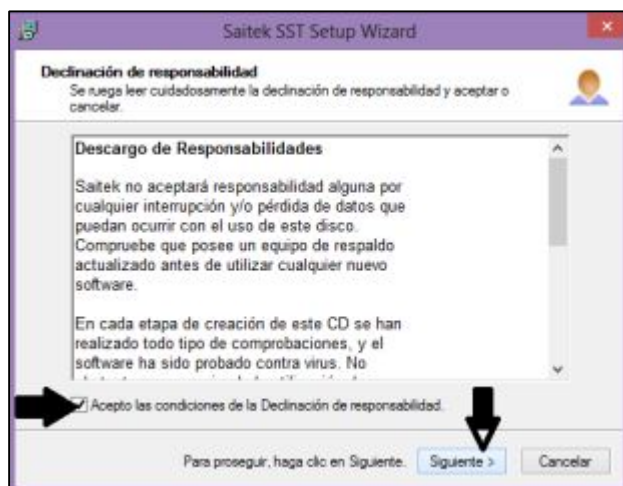 Saitek SST Setup Wizard
Declinación de responsabilidad
Se ruega leer cuidadosamente la declinación de responsabilidad y aceptar o
cancelar.
Descargo de Responsabilidades
Saitek no aceptará responsabilidad alguna por
cualquier interrupción y/o pérdida de datos que
puedan ocurrir con el uso de este disco.
Compruebe que posee un equipo de respaldo
actualizado antes de utilizar cualquier nuevo
software.
En cada etapa de creación de este CD se han
realizado todo tipo de comprobaciones, y el
software ha sido probado contra virus. No
Acepto las condiciones de la Declinación de responsabilidad.
Para proseguir, haga clic en Siguiente.
Siguiente >
Cancelar